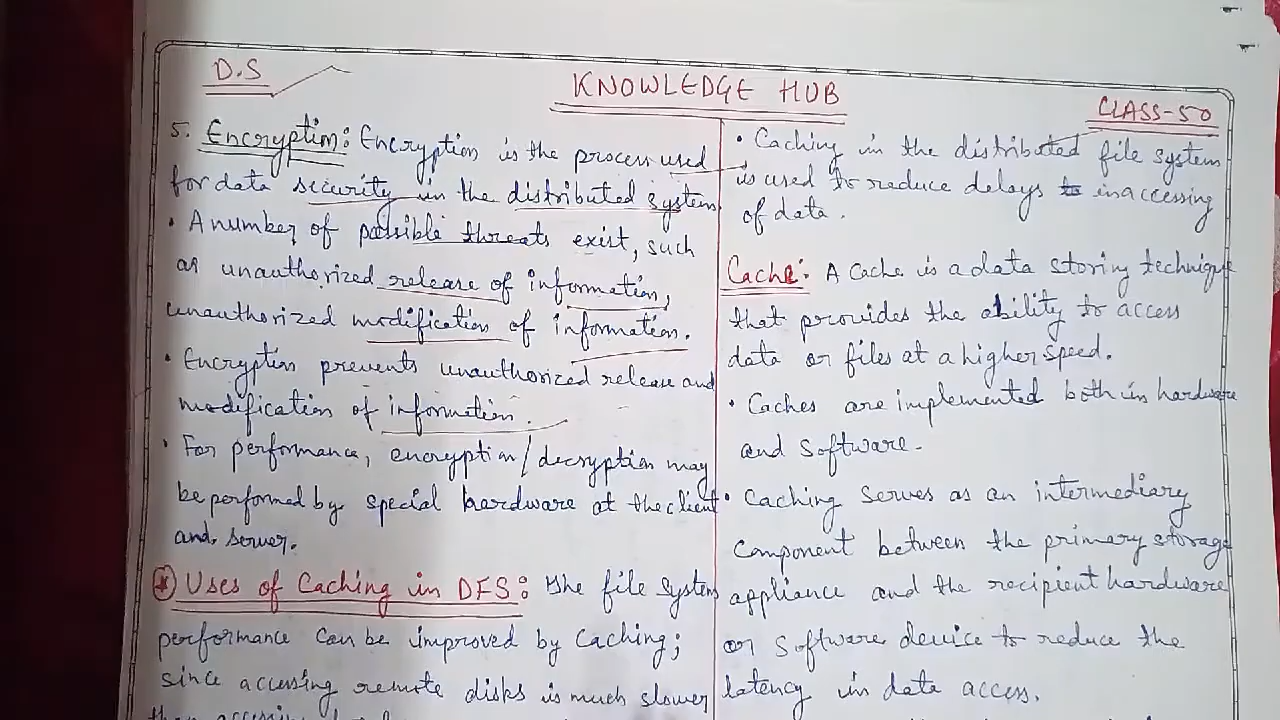 D.S
KNOWLEDGE HUB
CLASS-50
5. Encryption: Encryption is the process used
for data security in the distributed system
• A number of possible threats exist, such
as unauthorized release of information,
unauthorized modification of information.
• Encryption prevents unauthorized release and
modification of information.
• For performance, encryption/decryption may
be performed by special hardware at the client
and server.
* Uses of Caching in DFS: The file system
performance can be improved by caching;
since accessing remote disks is much slower
than accessing
• Caching in the distributed file system
is used to reduce delays in accessing
of data.
Cache: A cache is a data storing technique
that provides the ability to access
data or files at a higher speed.
• Caches are implemented both in hardware
and software.
• Caching serves as an intermediary
component between the primary storage
appliance and the recipient hardware
or software device to reduce the
latency in data access.